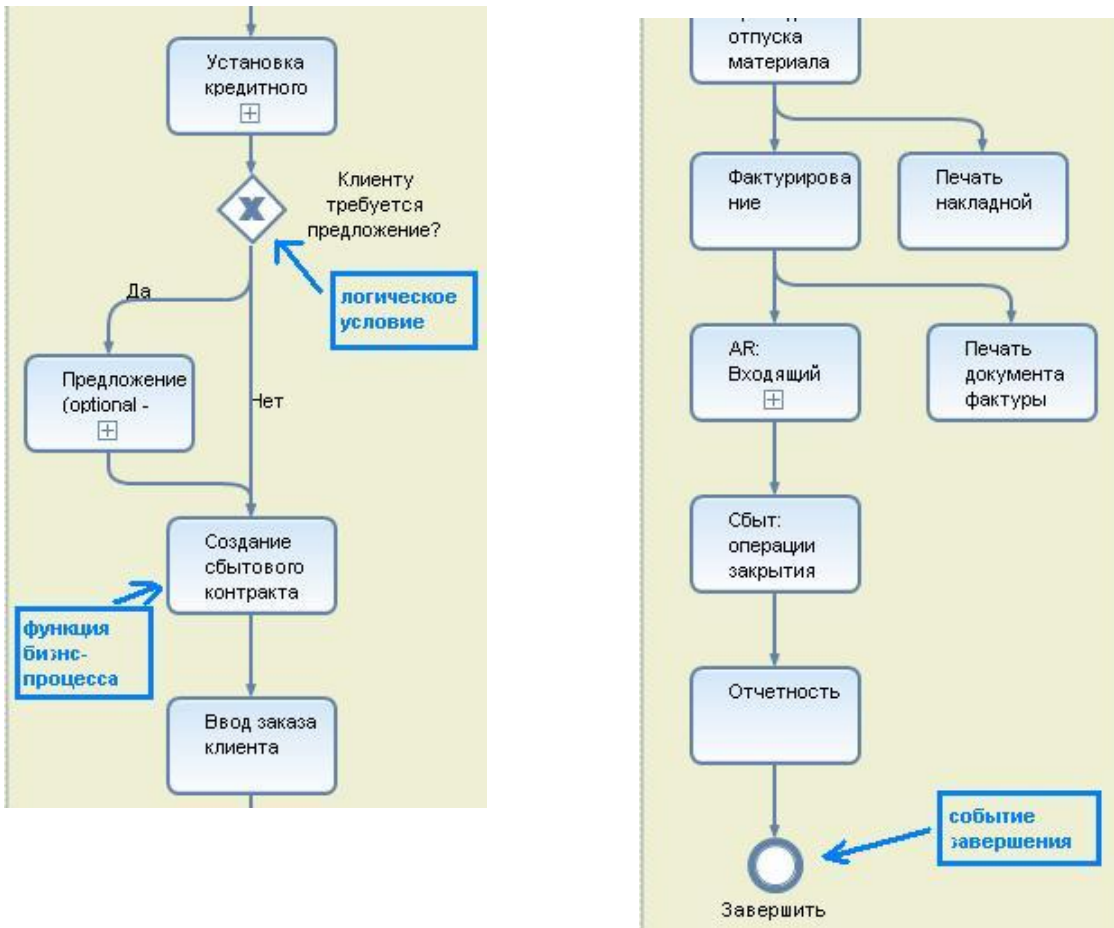 Установка
кредитного
Клиенту
требуется
предложение?
логическое
условие
Да
Предложение
(optional -
Нет
Создание
сбытового
контракта
функция
бизнс-
процесса
Ввод заказа
клиента
отпуска
материала
Фактурирова
ние
Печать
накладной
AR:
Входящий
Печать
документа
фактуры
Сбыт:
операции
закрытия
Отчетность
событие
завершения
Завершить